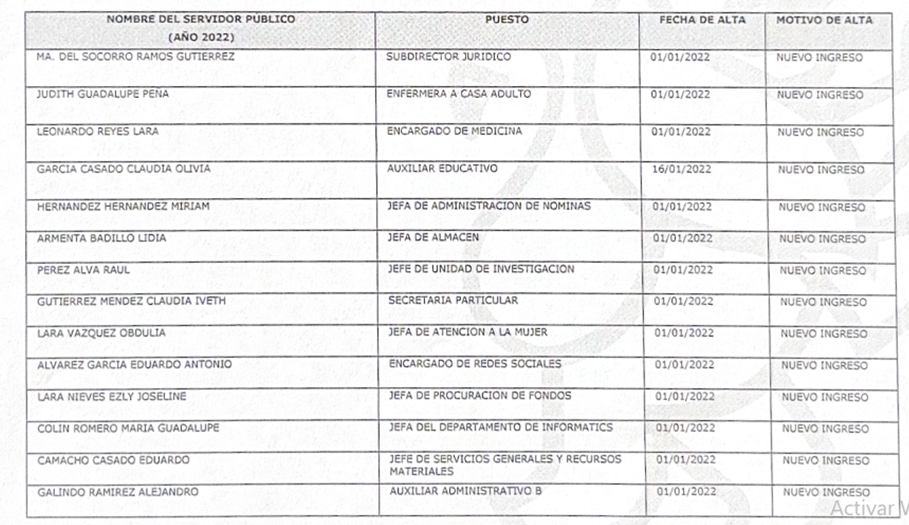 NOMBRE DEL SERVIDOR PÚBLICO PUESTO FECHA DE ALTA MOTIVO DE ALTA
(AÑO 2022)
MA. DEL SOCORRO RAMOS GUTIERREZ SUBDIRECTOR JURIDICO 01/01/2022 NUEVO INGRESO
JUDITH GUADALUPE PEÑA ENFERMERA A CASA ADULTO 01/01/2022 NUEVO INGRESO
LEONARDO REYES LARA ENCARGADO DE MEDICINA 01/01/2022 NUEVO INGRESO
GARCIA CASADO CLAUDIA OLIVIA AUXILIAR EDUCATIVO 16/01/2022 NUEVO INGRESO
HERNANDEZ HERNANDEZ MIRIAM JEFA DE ADMINISTRACION DE NOMINAS 01/01/2022 NUEVO INGRESO
ARMENTA BADILLO LIDIA JEFA DE ALMACEN 01/01/2022 NUEVO INGRESO
PEREZ ALVA RAUL JEFE DE UNIDAD DE INVESTIGACION 01/01/2022 NUEVO INGRESO
GUTIERREZ MENDEZ CLAUDIA IVETH SECRETARIA PARTICULAR 01/01/2022 NUEVO INGRESO
LARA VAZQUEZ OBDULIA JEFA DE ATENCION A LA MUJER 01/01/2022 NUEVO INGRESO
ALVAREZ GARCIA EDUARDO ANTONIO ENCARGADO DE REDES SOCIALES 01/01/2022 NUEVO INGRESO
LARA NIEVES EZLY JOSELINE JEFA DE PROCURACION DE FONDOS 01/01/2022 NUEVO INGRESO
COLIN ROMERO MARIA GUADALUPE JEFA DEL DEPARTAMENTO DE INFORMATICS 01/01/2022 NUEVO INGRESO
CAMACHO CASADO EDUARDO JEFE DE SERVICIOS GENERALES Y RECURSOS 01/01/2022 NUEVO INGRESO
MATERIALES
GALINDO RAMIREZ ALEJANDRO AUXILIAR ADMINISTRATIVO B 01/01/2022 NUEVO INGRESO
Activar